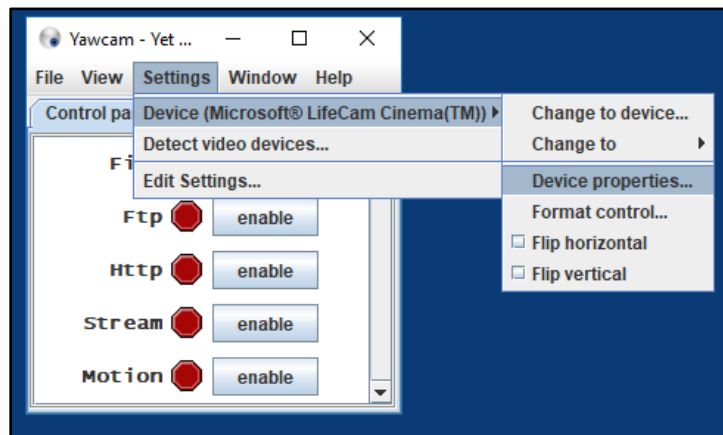 Yawcam - Yet ...
File View Settings Window Help
Control pa
Device (Microsoft® LifeCam Cinema(TM))
Detect video devices...
Edit Settings...
Change to device...
Change to
Device properties...
Format control...
Flip horizontal
Flip vertical
Fi
Ftp enable
Http enable
Stream enable
Motion enable